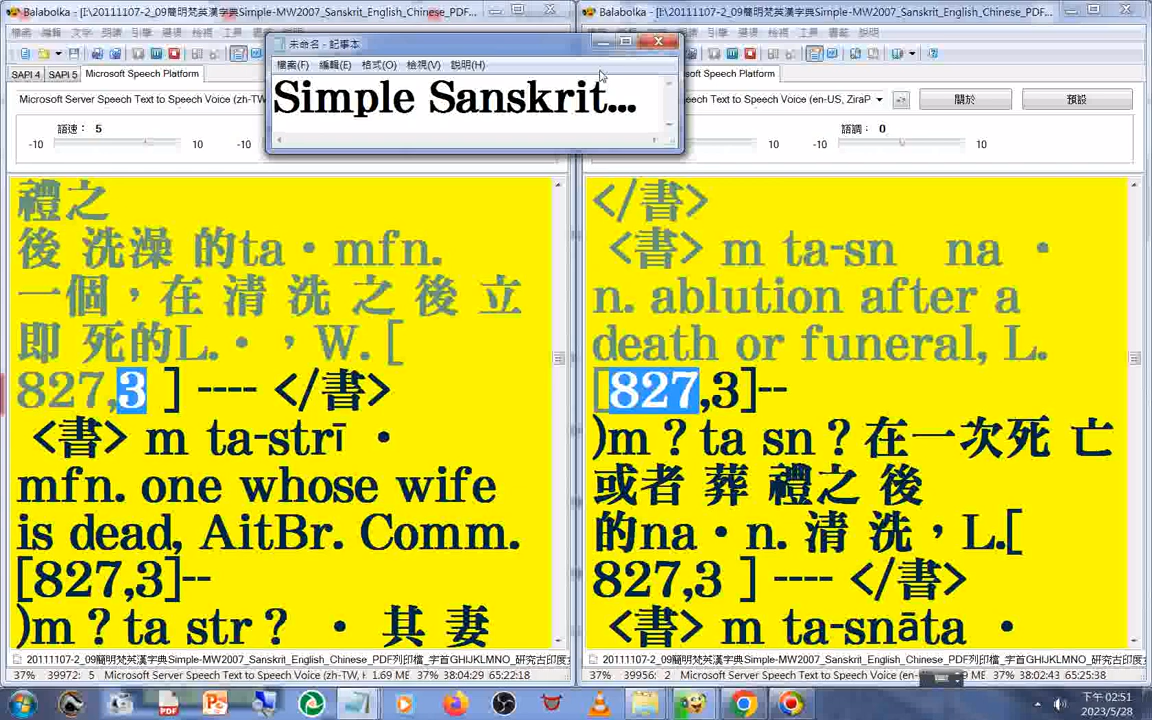 Balabolka - [I:\20111107-2_09簡明梵英漢字典Simple-MW2007_Sanskrit_English_Chinese_PDF...
Balabolka - [I:\20111107-2_09簡明梵英漢字典Simple-MW2007_Sanskrit_English_Chinese_PDF...
未命名 - 記事本
檔案(F) 編輯(E) 格式(O) 檢視(V) 說明(H)
Simple Sanskrit...
SAPI 4 SAPI 5 Microsoft Speech Platform
Microsoft Server Speech Text to Speech Voice (zh-TW,
語速： 5
-10 10 -10
禮之
後 洗澡 的ta・mfn.
一個，在 清 洗 之 後 立
即 死的L.・，W. [
827,3 ] ---- </書>
<書> m ta-strī ・
mfn. one whose wife
is dead, AitBr. Comm.
[827,3]--
)m？ta str？ ・ 其 妻
20111107-2_09簡明梵英漢字典Simple-MW2007_Sanskrit_English_Chinese_PDF列印檔_字首GHIJKLMNO_研究古印度
37% 39972: 5 Microsoft Server Speech Text to Speech Voice (zh-TW, 1.69 ME 37% 38:04:29 65:22:18
Speech Platform
eech Text to Speech Voice (en-US, ZiraP 關於 預設
語調： 0
10 -10 10
</書>
<書> m ta-sn na ・
n. ablution after a
death or funeral, L.
[827,3]--
)m？ta sn？在一次死 亡
或者 葬 禮之 後
的na・n. 清 洗，L.[
827,3 ] ---- </書>
<書> m ta-snāta ・
20111107-2_09簡明梵英漢字典Simple-MW2007_Sanskrit_English_Chinese_PDF列印檔_字首GHIJKLMNO_研究古印度
37% 39956: 2 Microsoft Server Speech Text to Speech Voice (en-US, 9 ME 37% 38:02:43 65:25:38
下午 02:51
2023/5/28